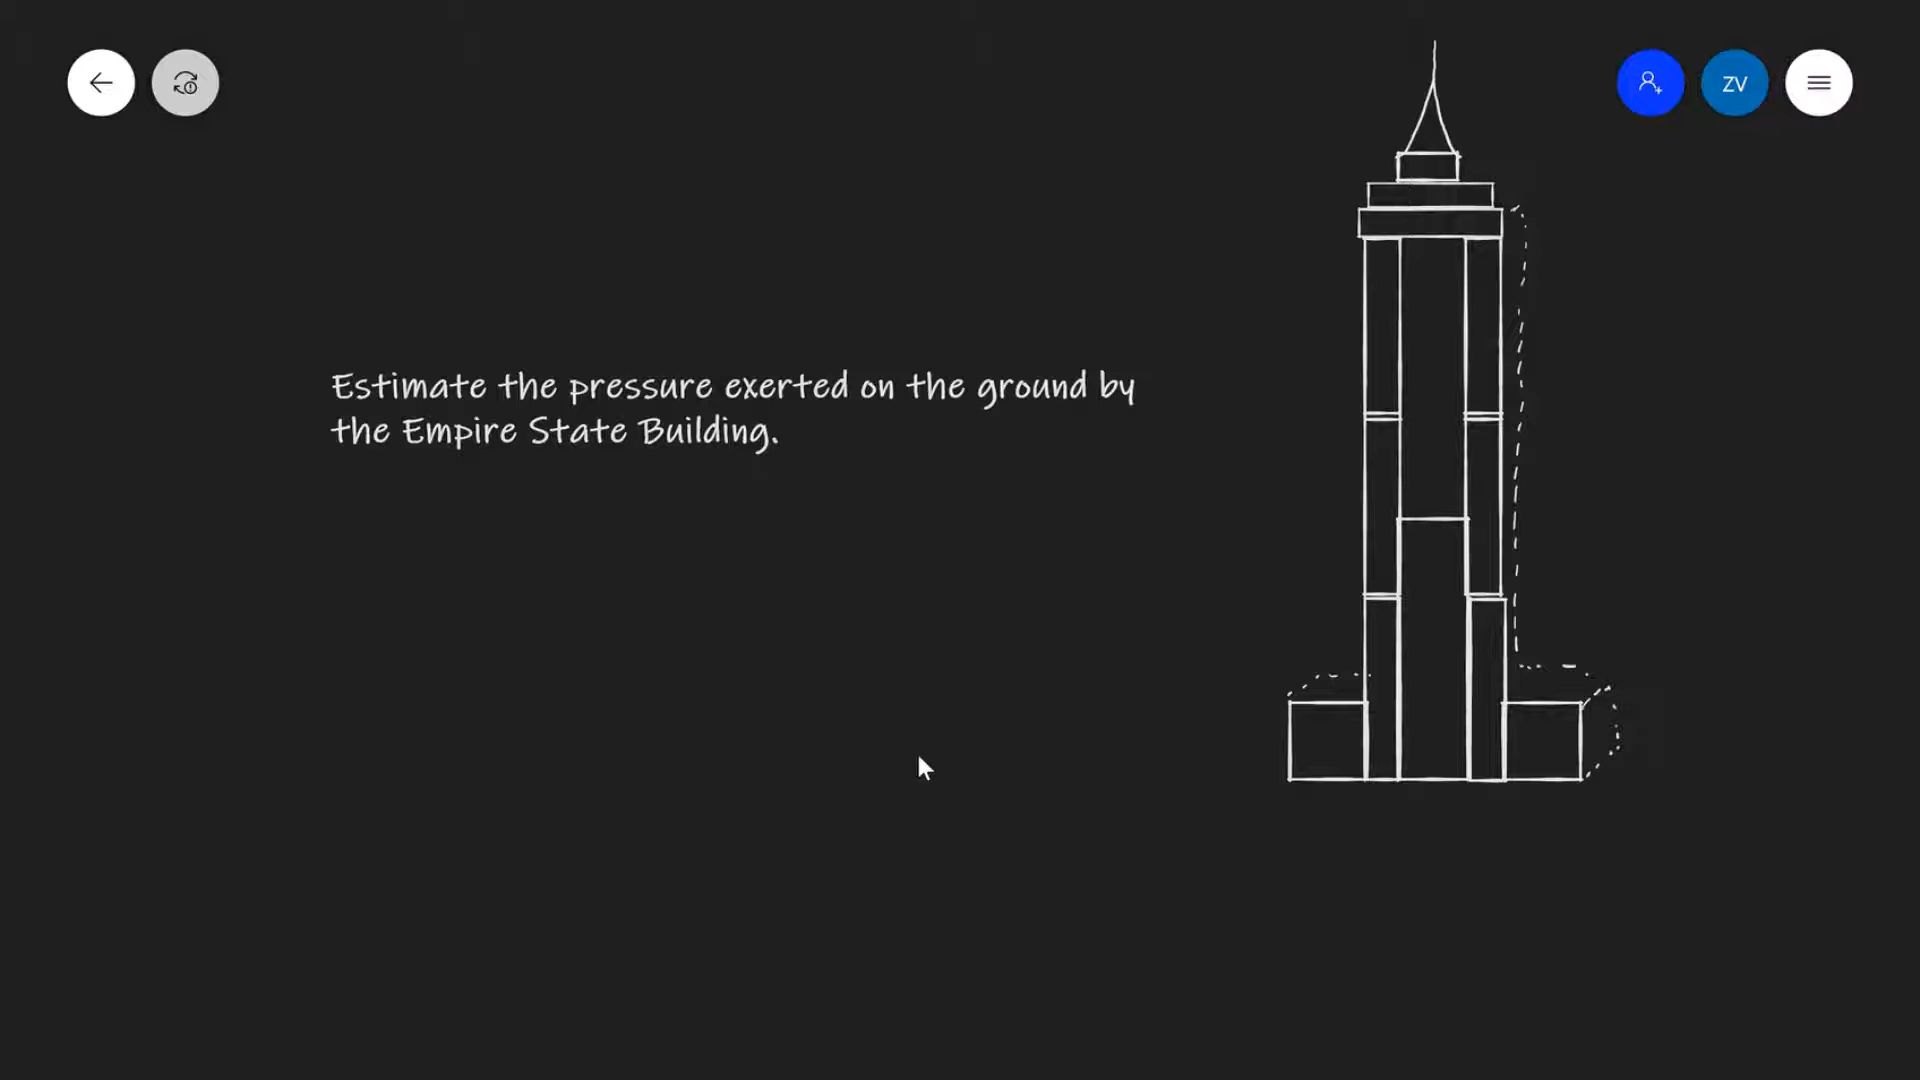 ZV
Estimate the pressure exerted on the ground by
the Empire State Building.